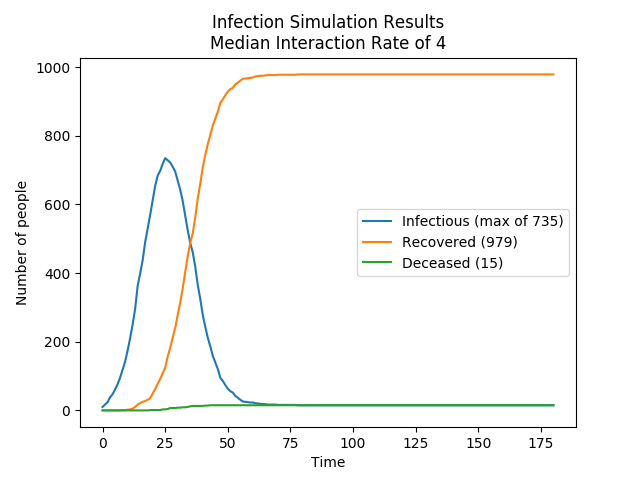 Infection Simulation Results
Median Interaction Rate of 4
Number of people
1000
800
600
400
200
0
Infectious (max of 735)
Recovered (979)
Deceased (15)
0 25 50 75 100 125 150 175
Time